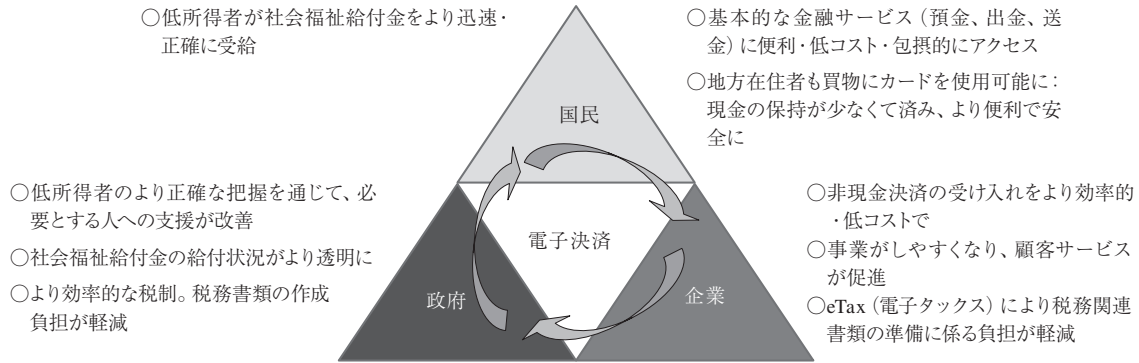 ○低所得者が社会福祉給付金をより迅速・
正確に受給
○基本的な金融サービス（預金、出金、送
金）に便利・低コスト・包摂的にアクセス
○地方在住者も買物にカードを使用可能に：
現金の保持が少なくて済み、より便利で安
全に
国民
○低所得者のより正確な把握を通じて、必
要とする人への支援が改善
○社会福祉給付金の給付状況がより透明に
○より効率的な税制。税務書類の作成
負担が軽減
電子決済
政府
企業
○非現金決済の受け入れをより効率的
・低コストで
○事業がしやすくなり、顧客サービス
が促進
○eTax（電子タックス）により税務関連
書類の準備に係る負担が軽減